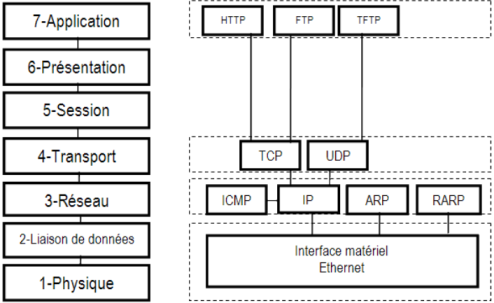 7-Application
6-Présentation
5-Session
4-Transport
3-Réseau
2-Liaison de données
1-Physique
HTTP
FTP
TFTP
TCP
UDP
ICMP
IP
ARP
RARP
Interface matériel
Ethernet